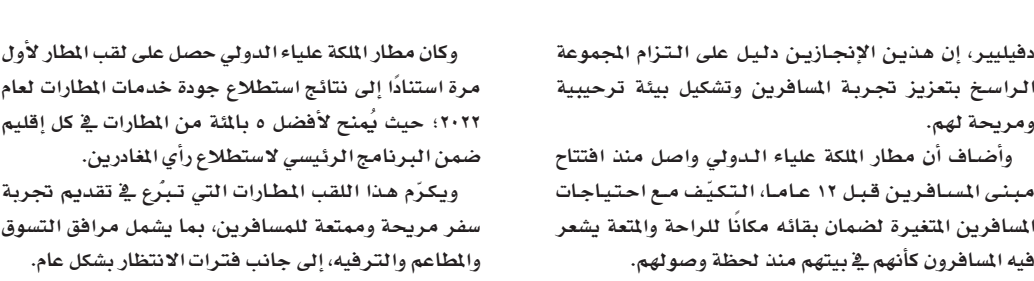 دفيليير، إن هذين الإنجازين دليل على التزام المجموعة
الراسخ بتعزيز تجربة المسافرين وتشكيل بيئة ترحيبية
ومريحة لهم.
وأضاف أن مطار الملكة علياء الدولي واصل منذ افتتاح
مبنى المسافرين قبل ١٢ عاما، التكيّف مع احتياجات
المسافرين المتغيرة لضمان بقائه مكانًا للراحة والمتعة يشعر
فيه المسافرون كأنهم في بيتهم منذ لحظة وصولهم.
وكان مطار الملكة علياء الدولي حصل على لقب المطار لأول
مرة استنادًا إلى نتائج استطلاع جودة خدمات المطارات لعام
٢٠٢٢؛ حيث يُمنح لأفضل ٥ بالمئة من المطارات في كل إقليم
ضمن البرنامج الرئيسي لاستطلاع رأي المغادرين.
ويكرّم هذا اللقب المطارات التي تبرُع في تقديم تجربة
سفر مريحة وممتعة للمسافرين، بما يشمل مرافق التسوق
والمطاعم والترفيه، إلى جانب فترات الانتظار بشكل عام.